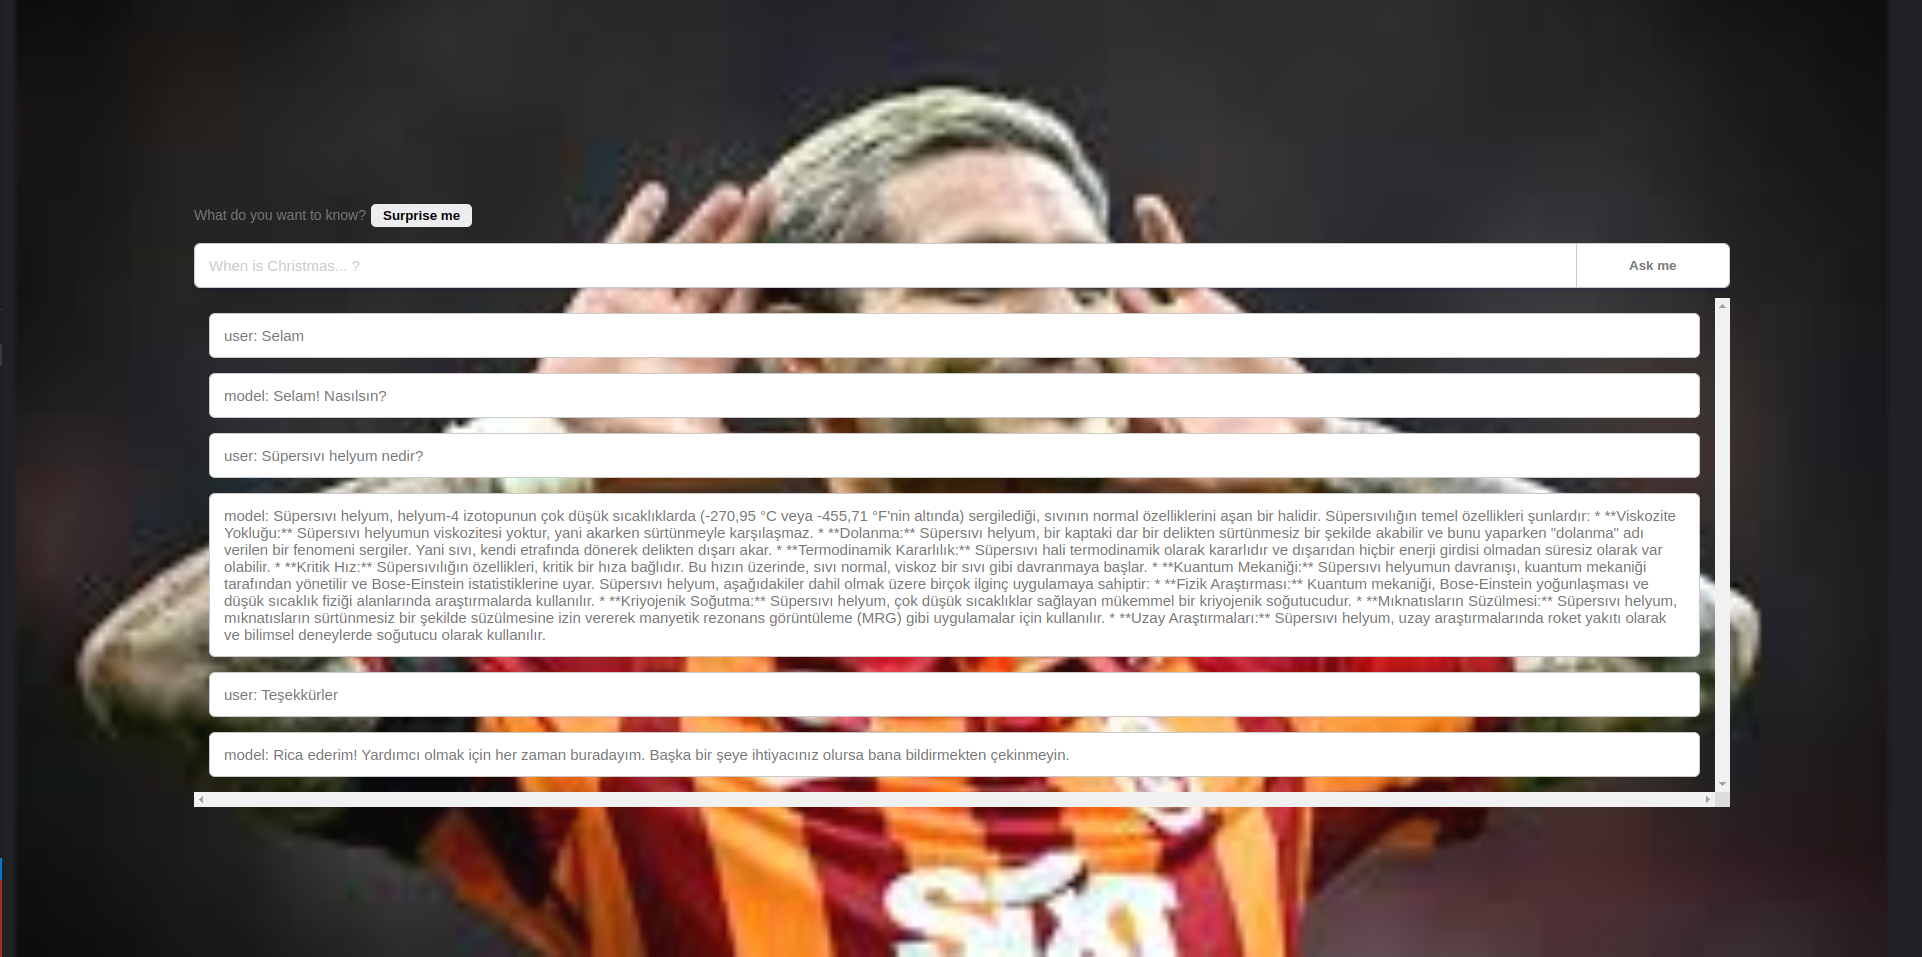 What do you want to know? Surprise me
When is Christmas... ? Ask me
user: Selam
model: Selam! Nasılsın?
user: Süpersıvı helyum nedir?
model: Süpersıvı helyum, helyum-4 izotopunun çok düşük sıcaklıklarda (-270,95 °C veya -455,71 °F'nin altında) sergilediği, sıvının normal özelliklerini aşan bir halidir. Süpersıvılığın temel özellikleri şunlardır: * **Viskozite
Yokluğu:** Süpersıvı helyumun viskozitesi yoktur, yani akarken sürtünmeyle karşılaşmaz. * **Dolanma:** Süpersıvı helyum, bir kaptaki dar bir delikten sürtünmesiz bir şekilde akabilir ve bunu yaparken "dolanma" adı
verilen bir fenomeni sergiler. Yani sıvı, kendi etrafında dönerek delikten dışarı akar. * **Termodinamik Kararlılık:** Süpersıvı hali termodinamik olarak kararlıdır ve dışarıdan hiçbir enerji girdisi olmadan süresiz olarak var
olabilir. * **Kritik Hız:** Süpersıvılığın özellikleri, kritik bir hıza bağlıdır. Bu hızın üzerinde, sıvı normal, viskoz bir sıvı gibi davranmaya başlar. * **Kuantum Mekaniği:** Süpersıvı helyumun davranışı, kuantum mekaniği
tarafından yönetilir ve Bose-Einstein istatistiklerine uyar. Süpersıvı helyum, aşağıdakiler dahil olmak üzere birçok ilginç uygulamaya sahiptir: * **Fizik Araştırması:** Kuantum mekaniği, Bose-Einstein yoğunlaşması ve
düşük sıcaklık fiziği alanlarında araştırmalarda kullanılır. * **Kriyojenik Soğutma:** Süpersıvı helyum, çok düşük sıcaklıklar sağlayan mükemmel bir kriyojenik soğutucudur. * **Mıknatısların Süzülmesi:** Süpersıvı helyum,
mıknatısların sürtünmesiz bir şekilde süzülmesine izin vererek manyetik rezonans görüntüleme (MRG) gibi uygulamalar için kullanılır. * **Uzay Araştırmaları:** Süpersıvı helyum, uzay araştırmalarında roket yakıtı olarak
ve bilimsel deneylerde soğutucu olarak kullanılır.
user: Teşekkürler
model: Rica ederim! Yardımcı olmak için her zaman buradayım. Başka bir şeye ihtiyacınız olursa bana bildirmekten çekinmeyin.